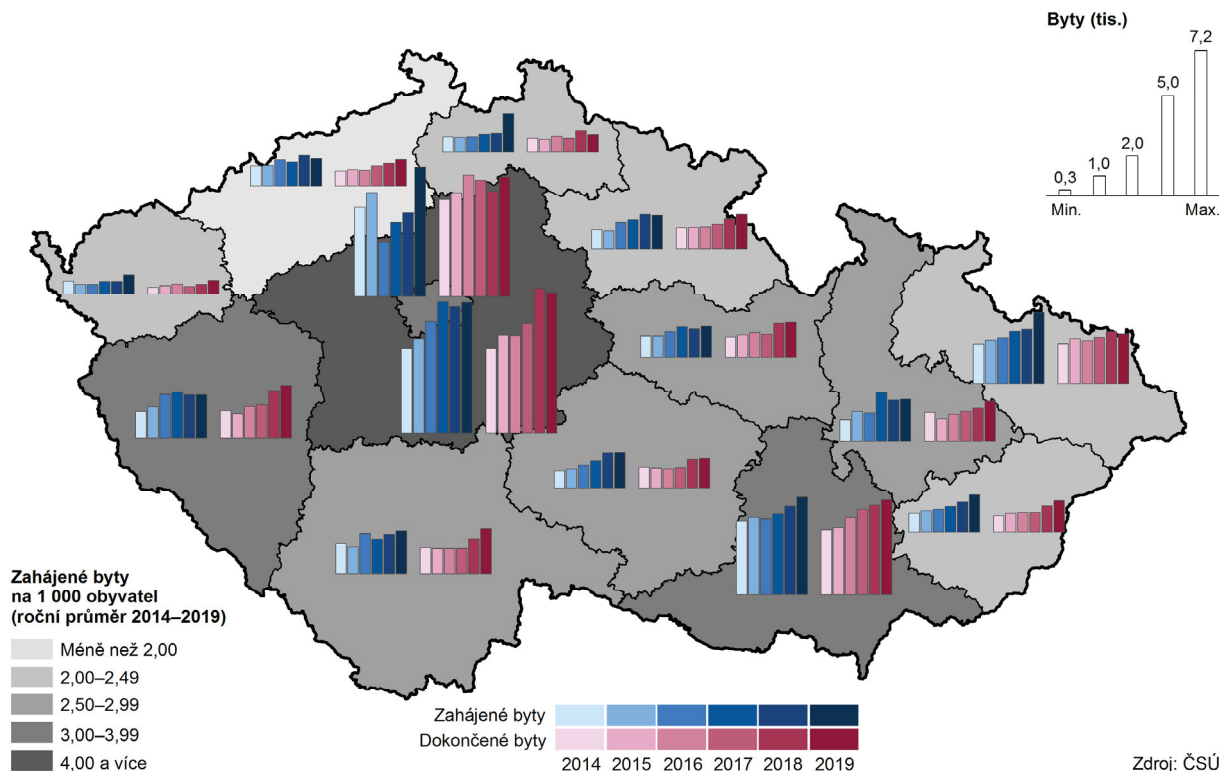 Byty (tis.)
7,2
5,0
2,0
1,0
0,3
Min.
Max.
Zahájené byty
na 1 000 obyvatel
(roční průměr 2014–2019)
Méně než 2,00
2,00–2,49
2,50–2,99
3,00–3,99
4,00 a více
Zahájené byty
Dokončené byty
2014 2015 2016 2017 2018 2019
Zdroj: ČSÚ